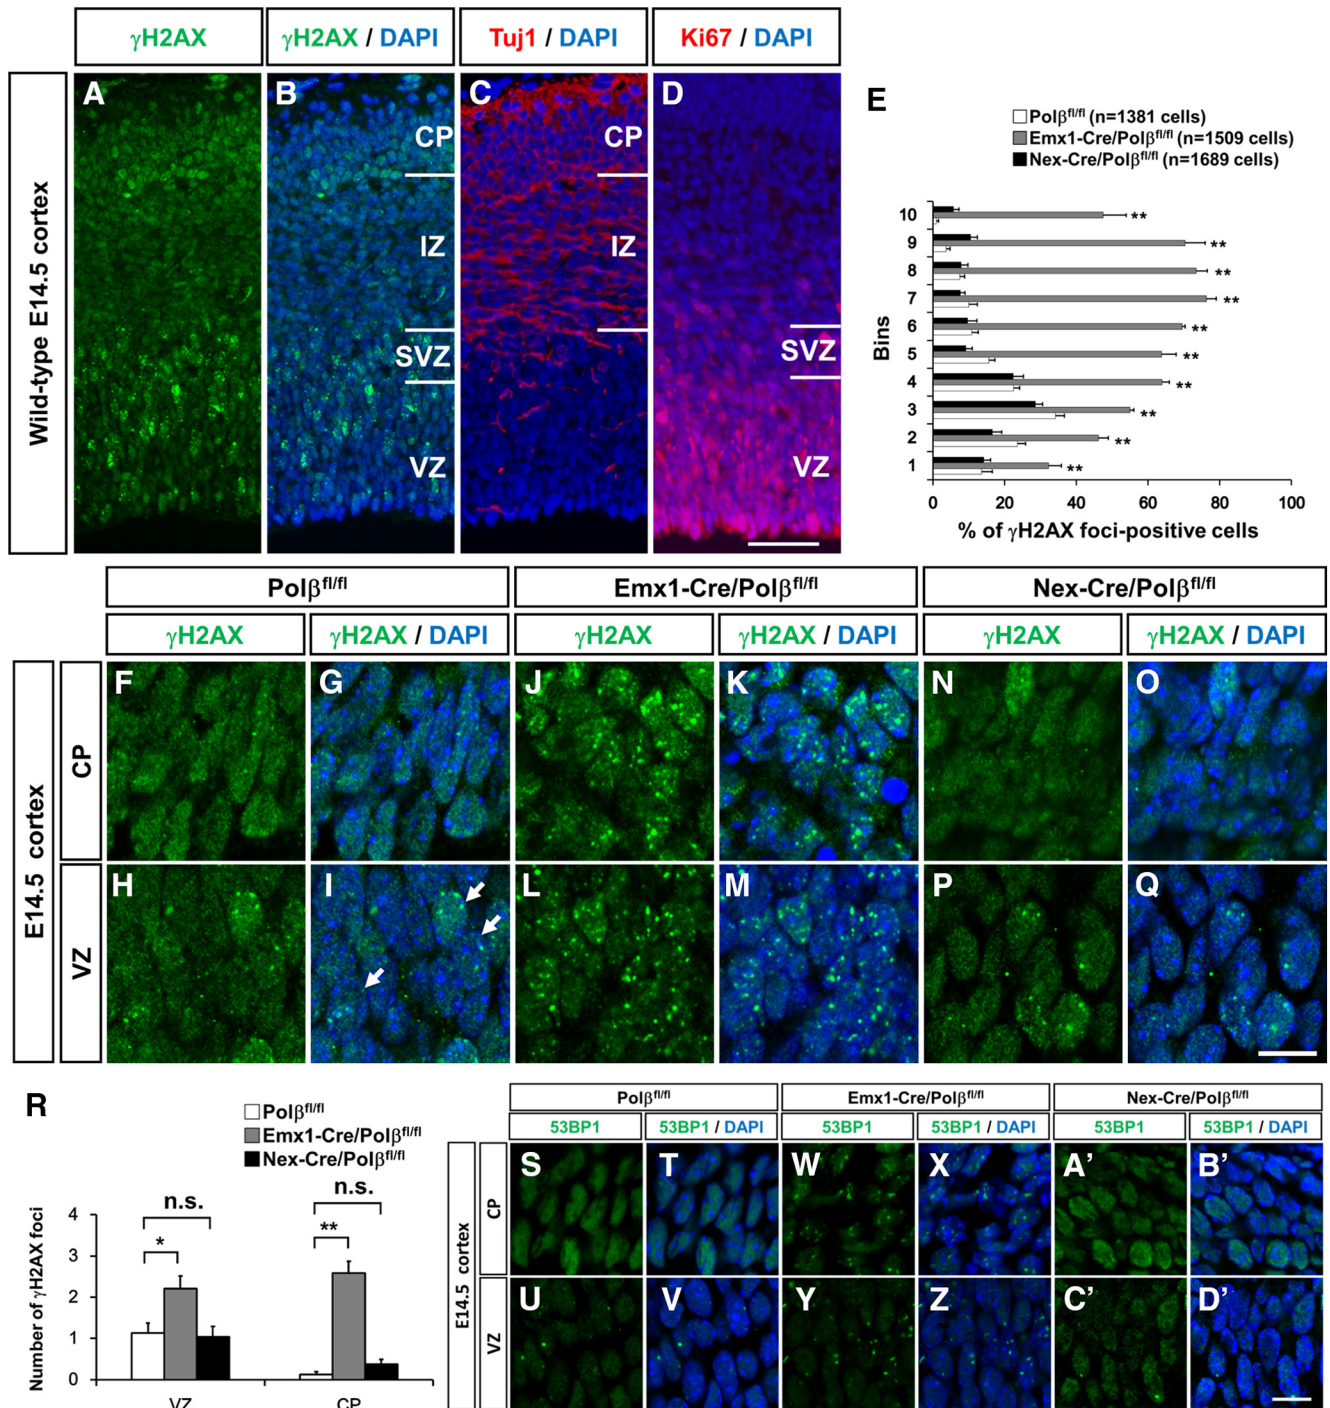 γH2AX
γH2AX / DAPI
Tuj1 / DAPI
Ki67 / DAPI
Wild-type E14.5 cortex
A
B
C
D
CP
IZ
SVZ
VZ
CP
IZ
SVZ
VZ
E
Polβfl/fl (n=1381 cells)
Emx1-Cre/Polβfl/fl (n=1509 cells)
Nex-Cre/Polβfl/fl (n=1689 cells)
Bins
10
**
9
**
8
**
7
**
6
**
5
**
4
**
3
**
2
**
1
**
0 20 40 60 80 100
% of γH2AX foci-positive cells
Polβfl/fl
Emx1-Cre/Polβfl/fl
Nex-Cre/Polβfl/fl
γH2AX
γH2AX / DAPI
γH2AX
γH2AX / DAPI
γH2AX
γH2AX / DAPI
E14.5 cortex
CP
F
G
J
K
N
O
VZ
H
I
L
M
P
Q
R
Polβfl/fl
Emx1-Cre/Polβfl/fl
Nex-Cre/Polβfl/fl
n.s.
n.s.
*
**
Number of γH2AX foci
4
3
2
1
0
VZ
CP
Polβfl/fl
Emx1-Cre/Polβfl/fl
Nex-Cre/Polβfl/fl
53BP1
53BP1 / DAPI
53BP1
53BP1 / DAPI
53BP1
53BP1 / DAPI
E14.5 cortex
CP
S
T
W
X
A’
B’
VZ
U
V
Y
Z
C’
D’